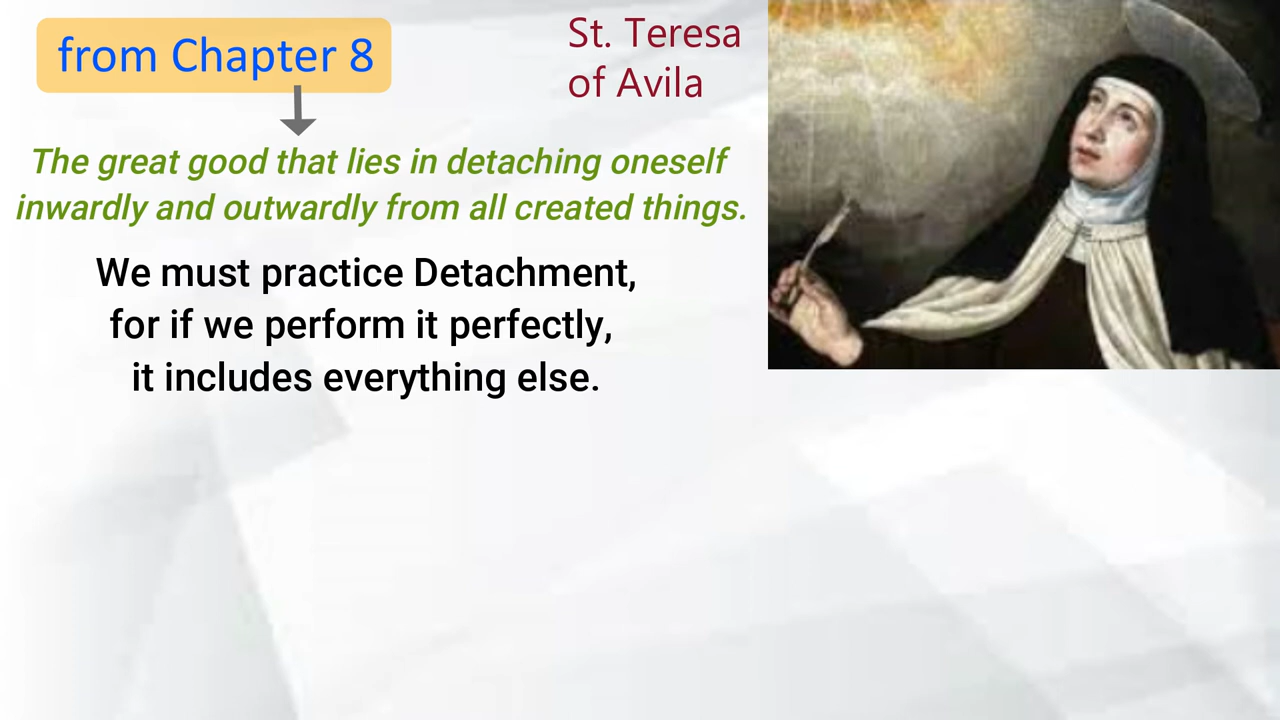 from Chapter 8
St. Teresa
of Avila
The great good that lies in detaching oneself
inwardly and outwardly from all created things.
We must practice Detachment,
for if we perform it perfectly,
it includes everything else.